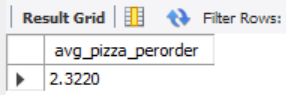 Result Grid Filter Rows:
avg_pizza_perorder
2.3220